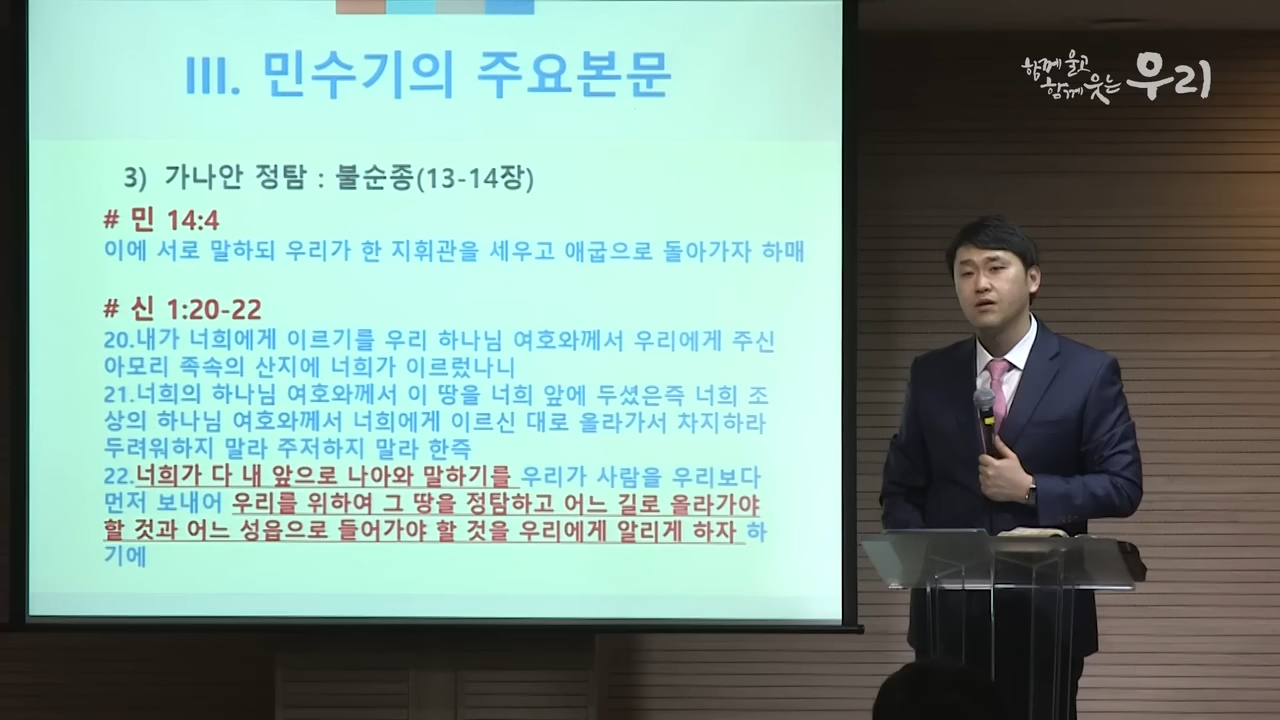 III. 민수기의 주요본문
3) 가나안 정탐 : 불순종(13-14장)
# 민 14:4
이에 서로 말하되 우리가 한 지휘관을 세우고 애굽으로 돌아가자 하매
# 신 1:20-22
20.내가 너희에게 이르기를 우리 하나님 여호와께서 우리에게 주신
아모리 족속의 산지에 너희가 이르렀나니
21.너희의 하나님 여호와께서 이 땅을 너희 앞에 두셨은즉 너희 조
상의 하나님 여호와께서 너희에게 이르신 대로 올라가서 차지하라
두려워하지 말라 주저하지 말라 한즉
22.너희가 다 내 앞으로 나아와 말하기를 우리가 사람을 우리보다
먼저 보내어 우리를 위하여 그 땅을 정탐하고 어느 길로 올라가야
할 것과 어느 성읍으로 들어가야 할 것을 우리에게 알리게 하자 하
기에
함께 울고
함께 웃는 우리